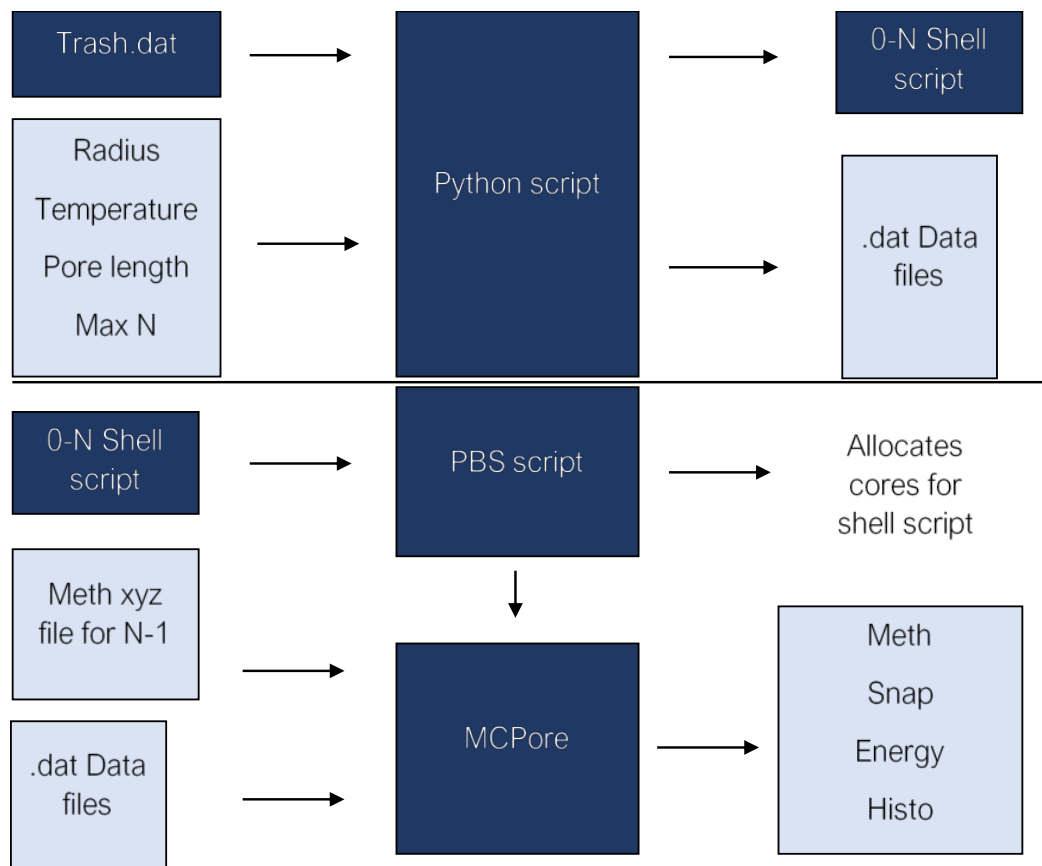 Trash.dat
Radius
Temperature
Pore length
Max N
Python script
0-N Shell
script
.dat Data
files
0-N Shell
script
PBS script
Allocates
cores for
shell script
Meth xyz
file for N-1
.dat Data
files
MCPore
Meth
Snap
Energy
Histo